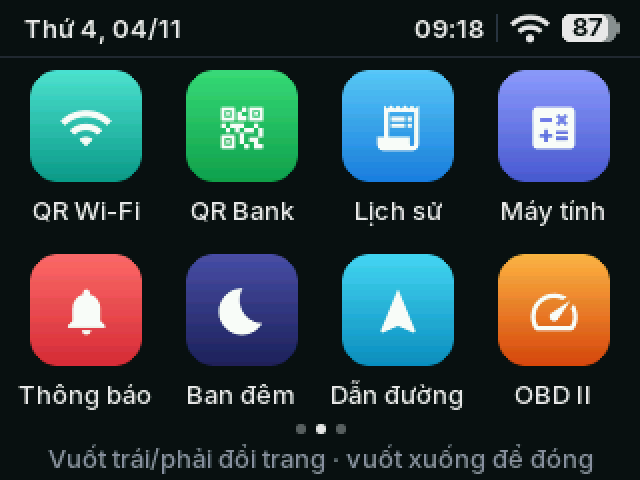 Thứ 4, 04/11 09:18 87
QR Wi-Fi QR Bank Lịch sử Máy tính
Thông báo Ban đêm Dẫn đường OBD II
Vuốt trái/phải đổi trang · vuốt xuống để đóng